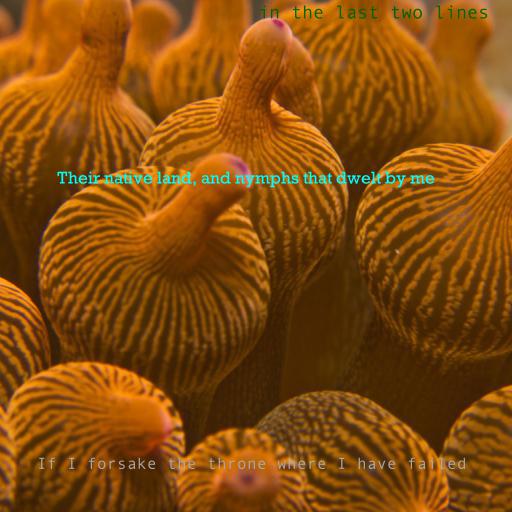 in the last two lines
Their native land, and nymphs that dwelt by me
If I forsake the throne where I have failed